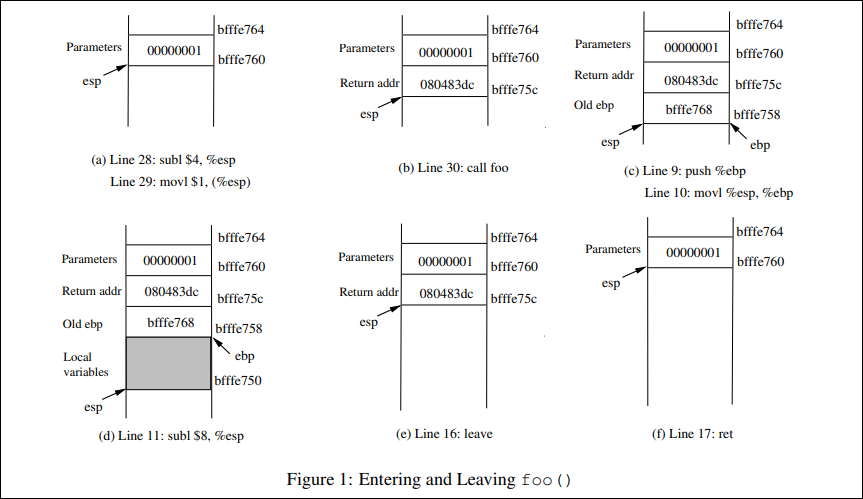 bfffe764
Parameters 00000001
bfffe760
esp
(a) Line 28: subl $4, %esp
Line 29: movl $1, (%esp)
bfffe764
Parameters 00000001
bfffe760
Return addr 080483dc
bfffe75c
esp
(b) Line 30: call foo
bfffe764
Parameters 00000001
bfffe760
Return addr 080483dc
bfffe75c
Old ebp bfffe768
bfffe758
esp ebp
(c) Line 9: push %ebp
Line 10: movl %esp, %ebp
bfffe764
Parameters 00000001
bfffe760
Return addr 080483dc
bfffe75c
Old ebp bfffe768
bfffe758
ebp
Local
variables
bfffe750
esp
(d) Line 11: subl $8, %esp
bfffe764
Parameters 00000001
bfffe760
Return addr 080483dc
bfffe75c
esp
(e) Line 16: leave
bfffe764
Parameters 00000001
bfffe760
esp
(f) Line 17: ret
Figure 1: Entering and Leaving foo()